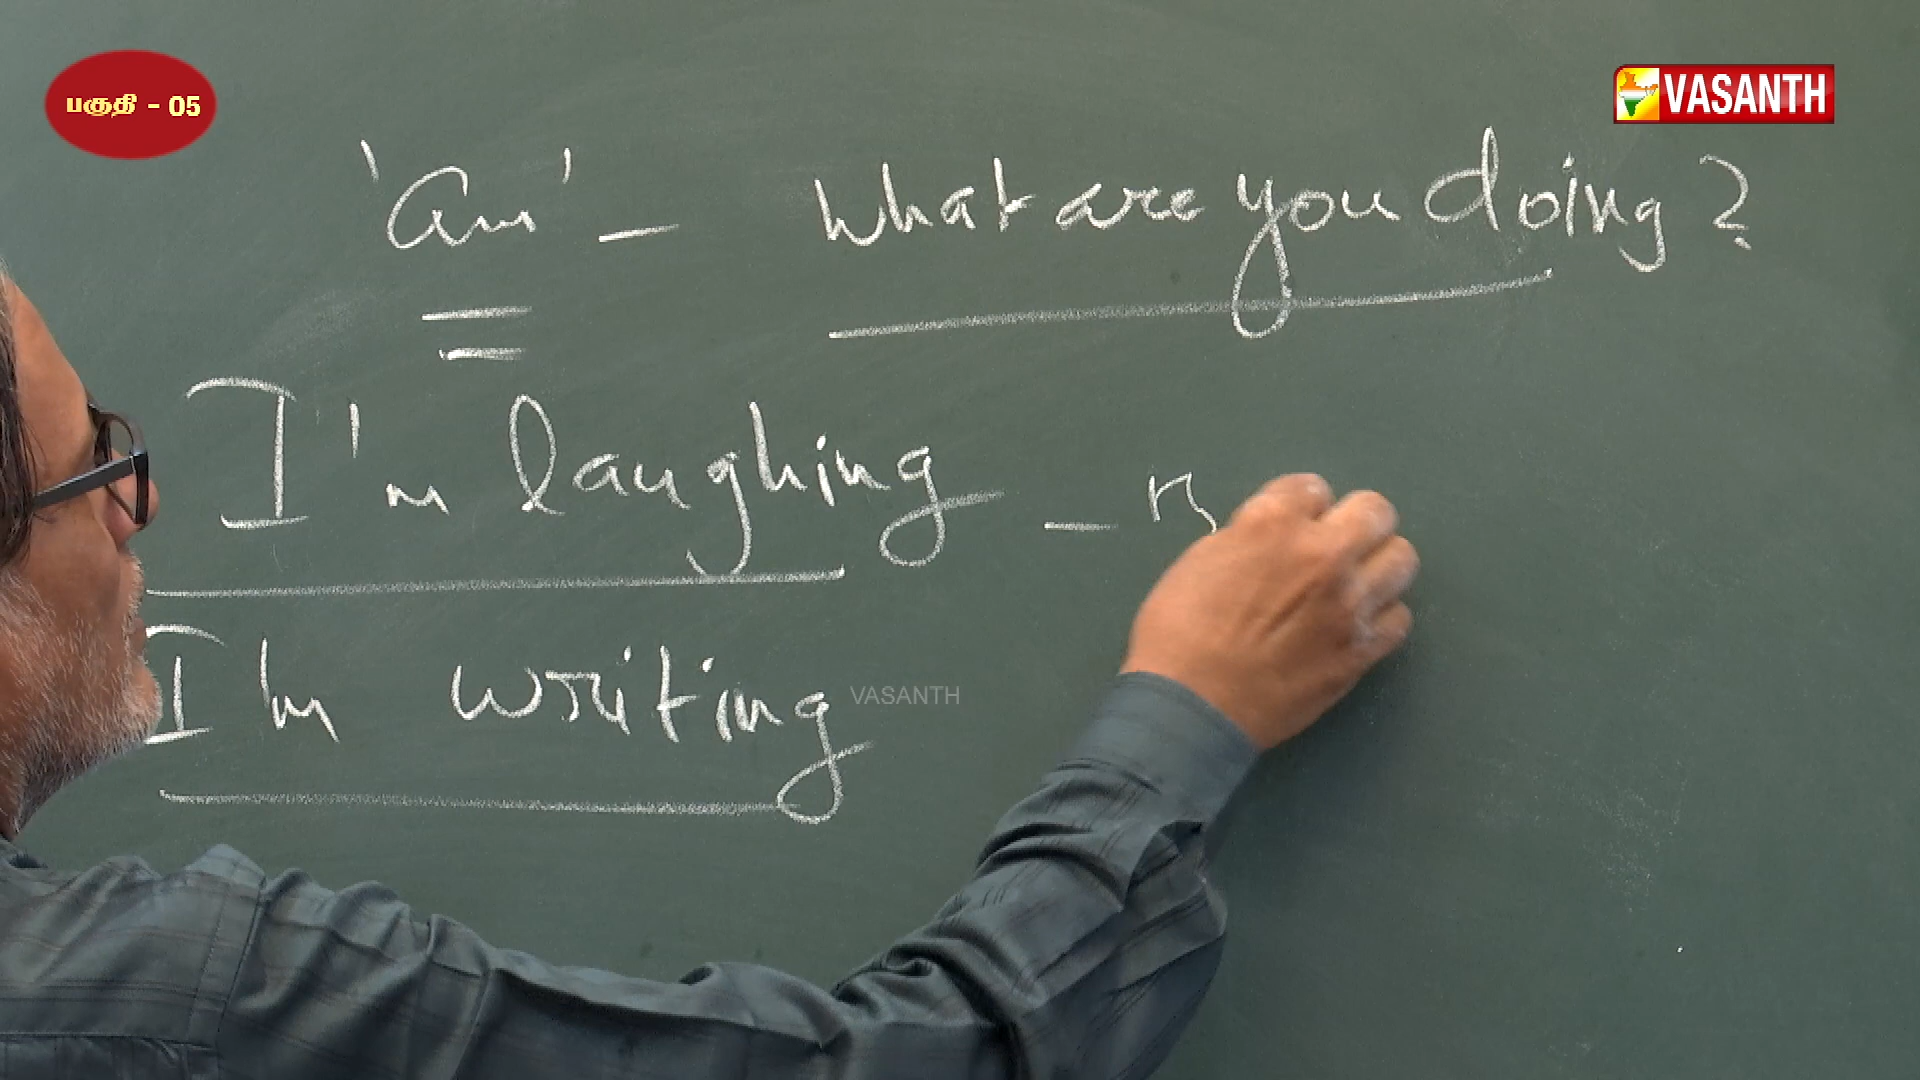 பகுதி - 05
VASANTH
'am' - What are you doing?
I'm laughing -
I'm writing
VASANTH